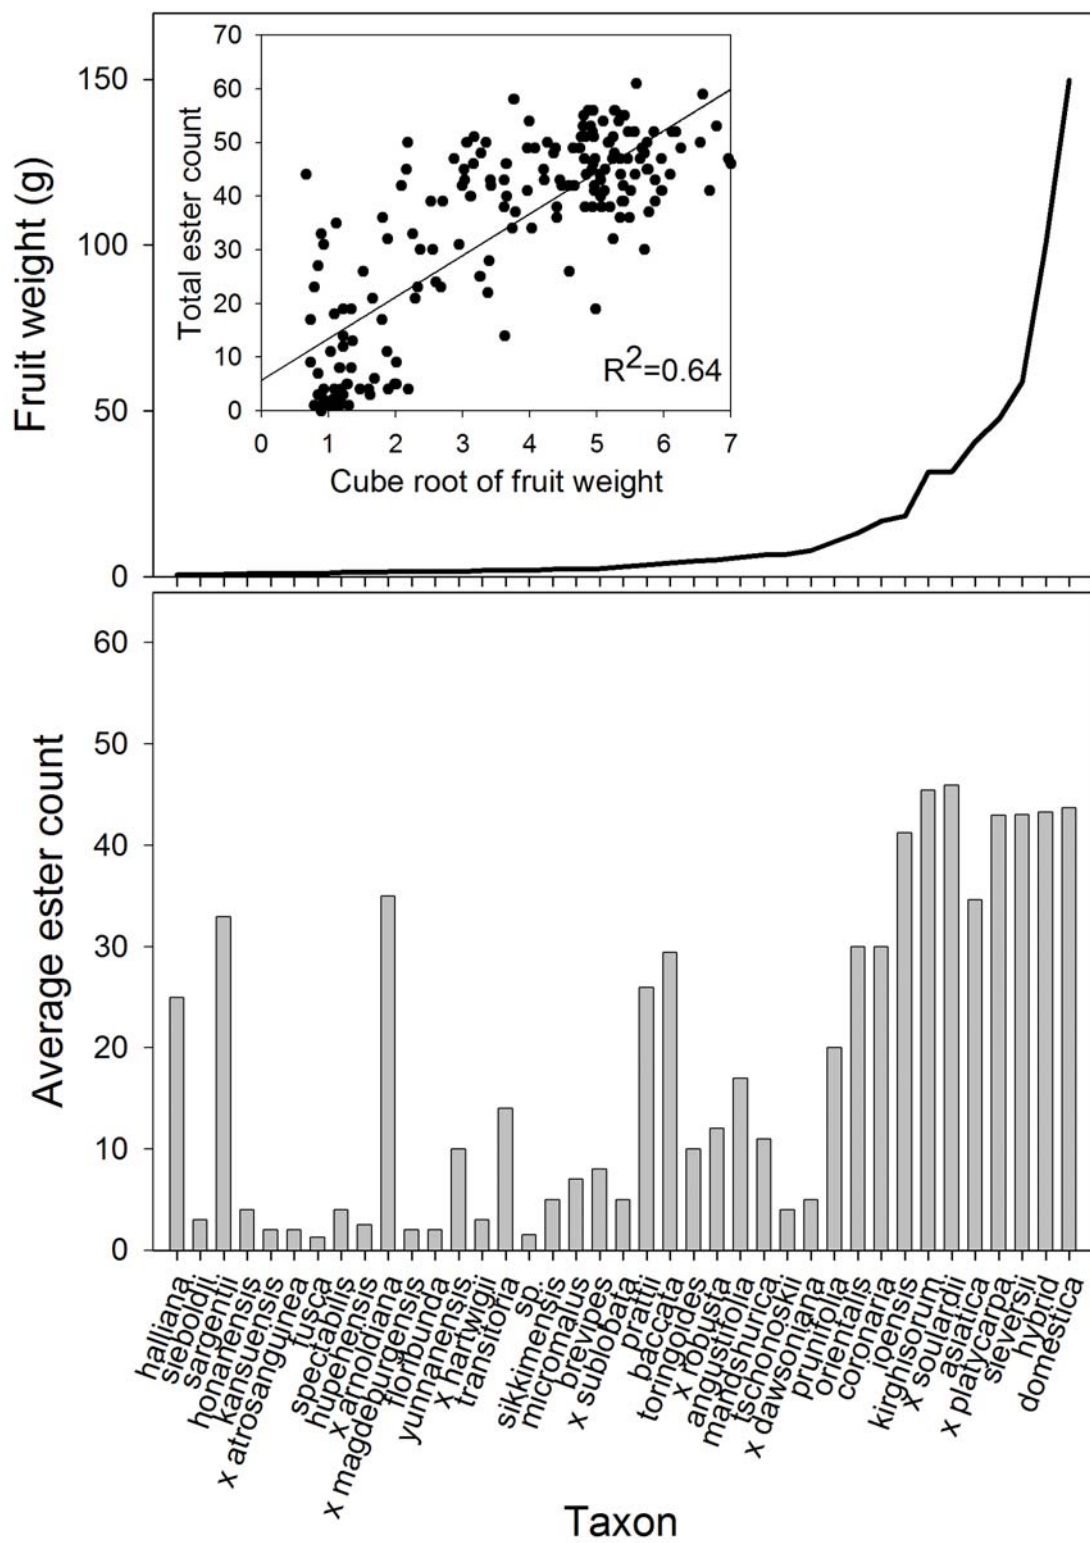 Fruit weight (g)
150
100
50
0
Total ester count
70
60
50
40
30
20
10
0
0 1 2 3 4 5 6 7
R2=0.64
Cube root of fruit weight
Average ester count
60
50
40
30
20
10
0
halliana
sieboldii
sargentii
honanensis
kansuensis
x atrosanguinea
fusca
spectabilis
hupenensis
x arnoldiana
x magdeburgensis
floribunda
yunnanensis
x hartwigii
transitoria
sp.
sikkimensis
micromalus
brevipes
x sublobata
prattii
baccata
toringoides
x robusta
angustifolia
mandshurica
tschonoskii
x dawsoniana
prunifolia
orientalis
coronaria
ioensis
kirghisorum
x soulardii
asiatica
x platycarpa
sieversii
hybrid
domestica
Taxon